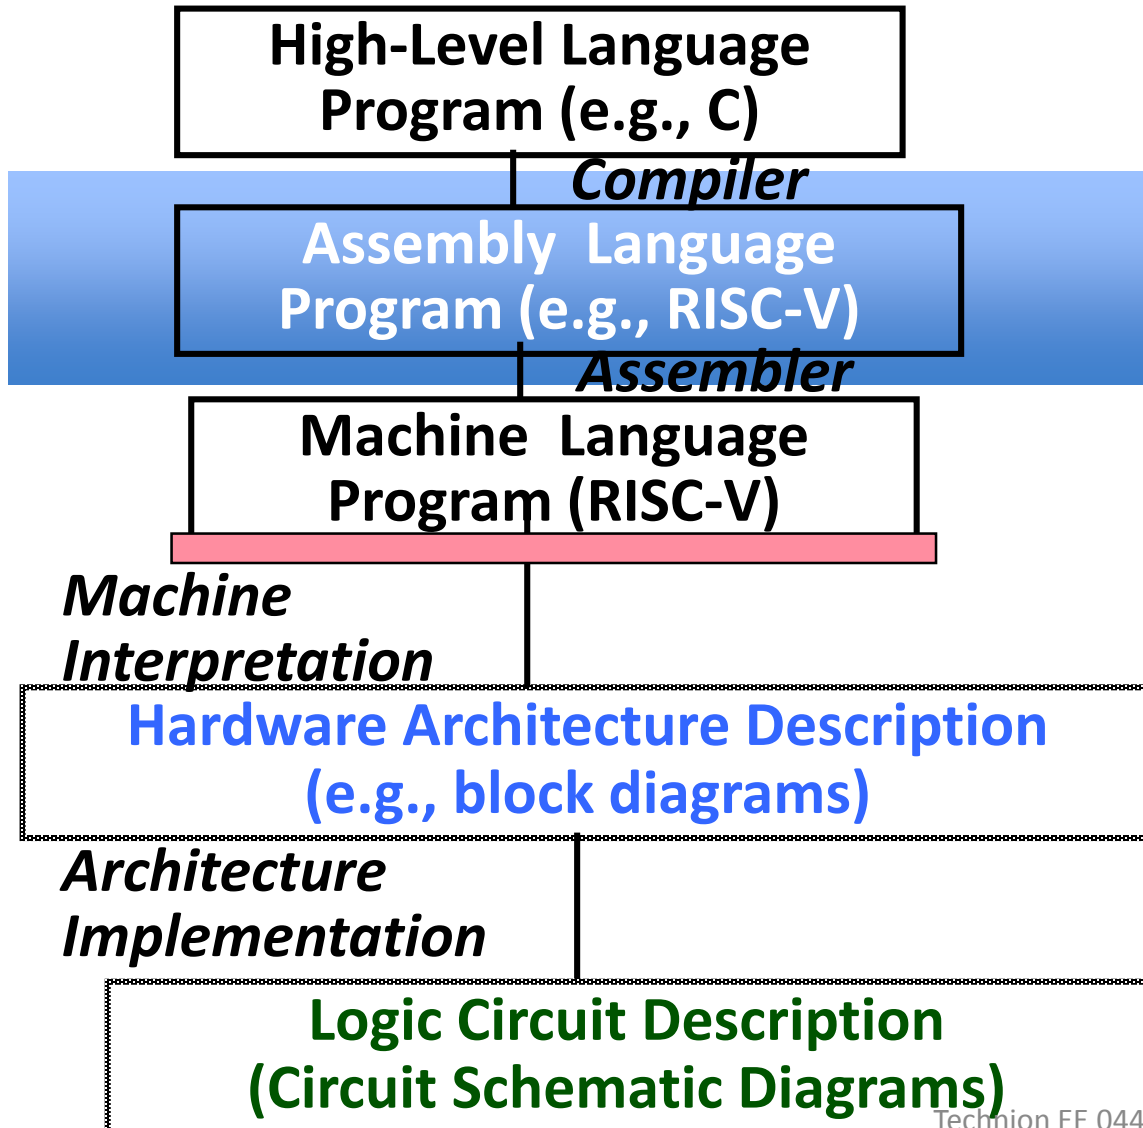 High-Level Language
Program (e.g., C)
Compiler
Assembly Language
Program (e.g., RISC-V)
Assembler
Machine Language
Program (RISC-V)
Machine
Interpretation
Hardware Architecture Description
(e.g., block diagrams)
Architecture
Implementation
Logic Circuit Description
(Circuit Schematic Diagrams)
Technion EE 044